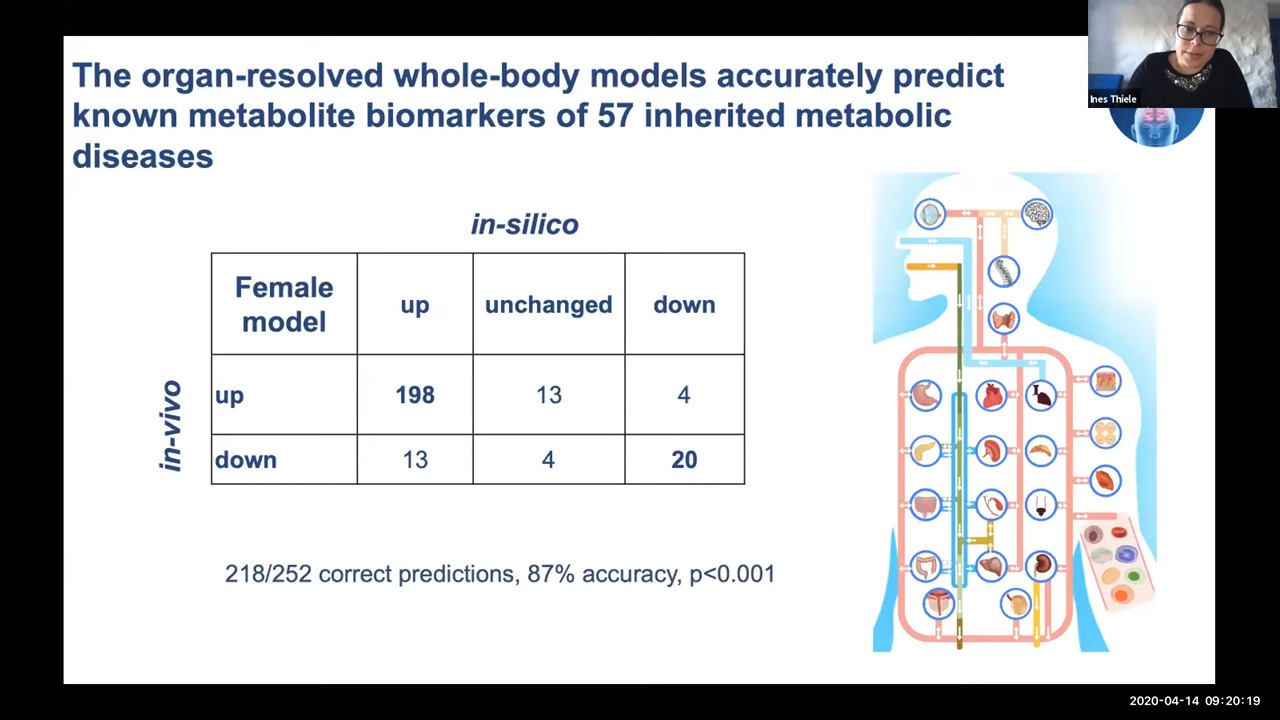 The organ-resolved whole-body models accurately predict
known metabolite biomarkers of 57 inherited metabolic
diseases
Ines Thiele
in-silico
Female
model
up
unchanged
down
in-vivo
up
198
13
4
down
13
4
20
218/252 correct predictions, 87% accuracy, p<0.001
2020-04-14 09:20:19